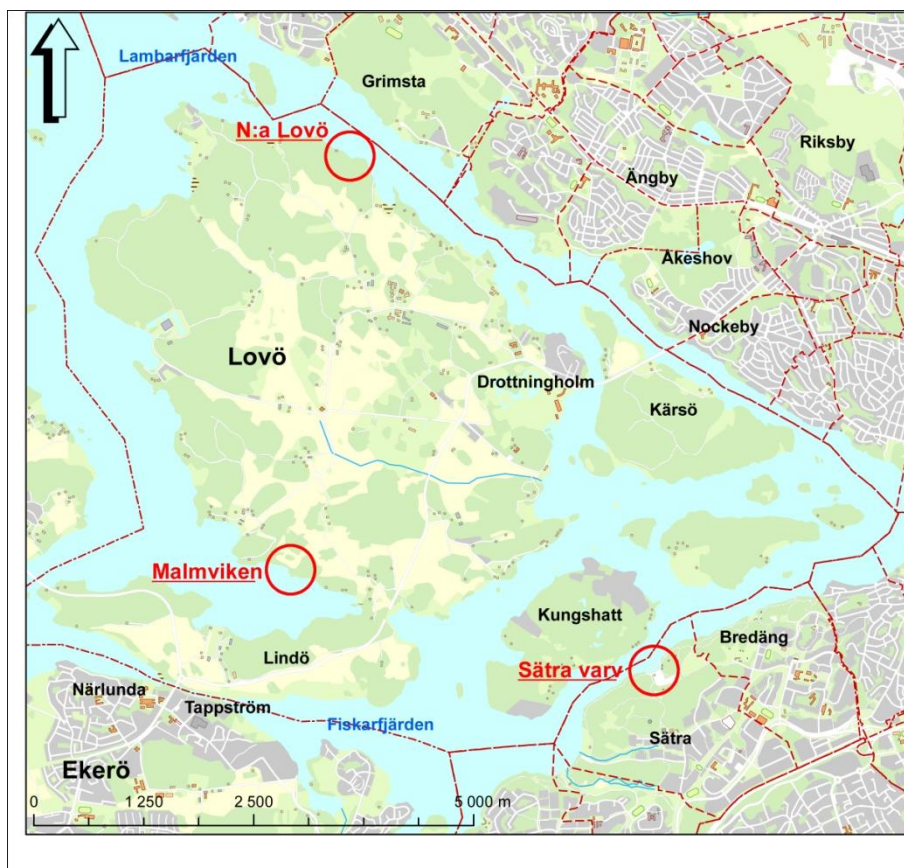 Lambarfjärden
Grimsta
N:a Lovö
Riksby
Ängby
Åkeshov
Nockeby
Lovö
Drottningholm
Kärsö
Malmviken
Kungshatt
Bredäng
Lindö
Sätra varv
Närlunda
Tappström
Fiskarfjärden
Sätra
Ekerö
0 1 250 2 500 5 000 m